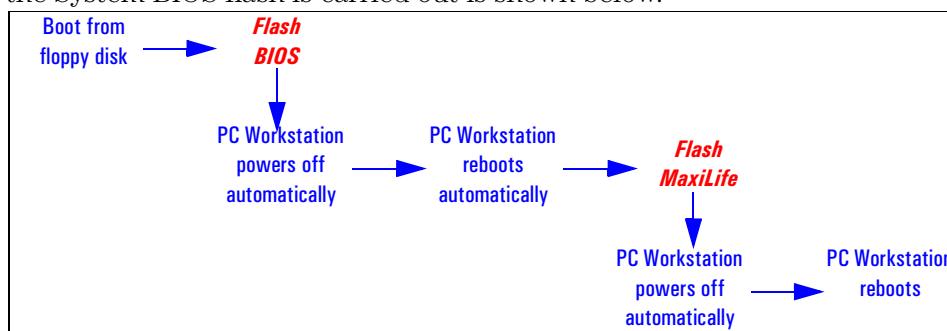 the System BIOS flash is carried out is shown below.
Boot from
floppy disk
Flash
BIOS
PC Workstation
powers off
automatically
PC Workstation
reboots
automatically
Flash
MaxiLife
PC Workstation
powers off
automatically
PC Workstation
reboots